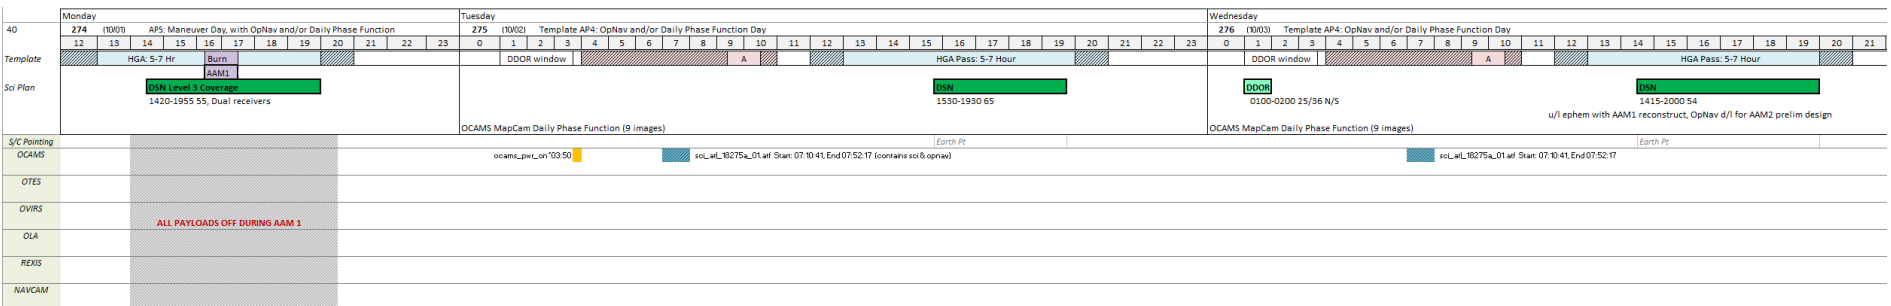 Monday Tuesday Wednesday
40 274 (10/01) AP5: Maneuver Day, with OpNav and/or Daily Phase Function 275 (10/02) Template AP4: OpNav and/or Daily Phase Function Day 276 (10/03) Template AP4: OpNav and/or Daily Phase Function Day
12 13 14 15 16 17 18 19 20 21 22 23 0 1 2 3 4 5 6 7 8 9 10 11 12 13 14 15 16 17 18 19 20 21 22 23 0 1 2 3 4 5 6 7 8 9 10 11 12 13 14 15 16 17 18 19 20 21
Template HGA: 5-7 Hr Burn DDOR window A HGA Pass: 5-7 Hour DDOR window A HGA Pass: 5-7 Hour
AAM1
Sci Plan DSN Level 3 Coverage DSN DDOR DSN
1420-1955 55, Dual receivers 1530-1930 65 0100-0200 25/36 N/S 1415-2000 54
u/l ephem with AAM1 reconstruct, OpNav d/l for AAM2 prelim design
OCAMS MapCam Daily Phase Function (9 images) OCAMS MapCam Daily Phase Function (9 images)
S/C Pointing Earth Pt Earth Pt
OCAMS ocams_pwr_on ^03:50 sci_atl_18275a_01.atf Start: 07:10:41, End 07:52:17 (contains sci & opnav) sci_atl_18275a_01.atf Start: 07:10:41, End 07:52:17
OTES
OVIRS
ALL PAYLOADS OFF DURING AAM 1
OLA
REXIS
NAVCAM